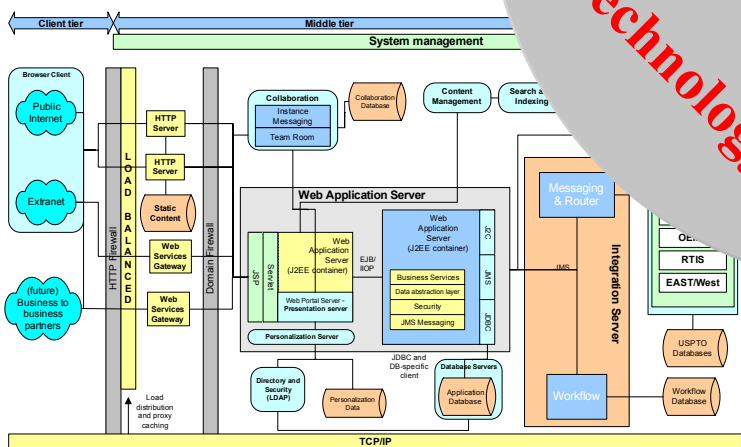 Client tier
Middle tier
System management
Technology
Browser Client
Public
Internet
Extranet
(future)
Business to
business
partners
HTTP Firewall
LOAD BALANCED
HTTP
Server
HTTP
Server
Static
Content
Web
Services
Gateway
Web
Services
Gateway
Load
distribution
and proxy
caching
Domain Firewall
Collaboration
Instance
Messaging
Team Room
Collaboration
Database
Content
Management
Indexing
Web Application Server
JSP
Servlet
Web
Application
Server
(J2EE container)
Web Portal Server -
Presentation server
Personalization Server
EJB/
IIOP
Web
Application
Server
(J2EE container)
Business Services
Data abstraction layer
Security
JMS Messaging
J2C
JMS
JDBC
JDBC and
DB-specific
client
Directory and
Security
(LDAP)
Personalization
Data
Database Servers
Application
Database
Messaging
& Router
JMS
Integration Server
Workflow
RTIS
EAST/West
USPTO
Databases
Workflow
Database
TCP/IP